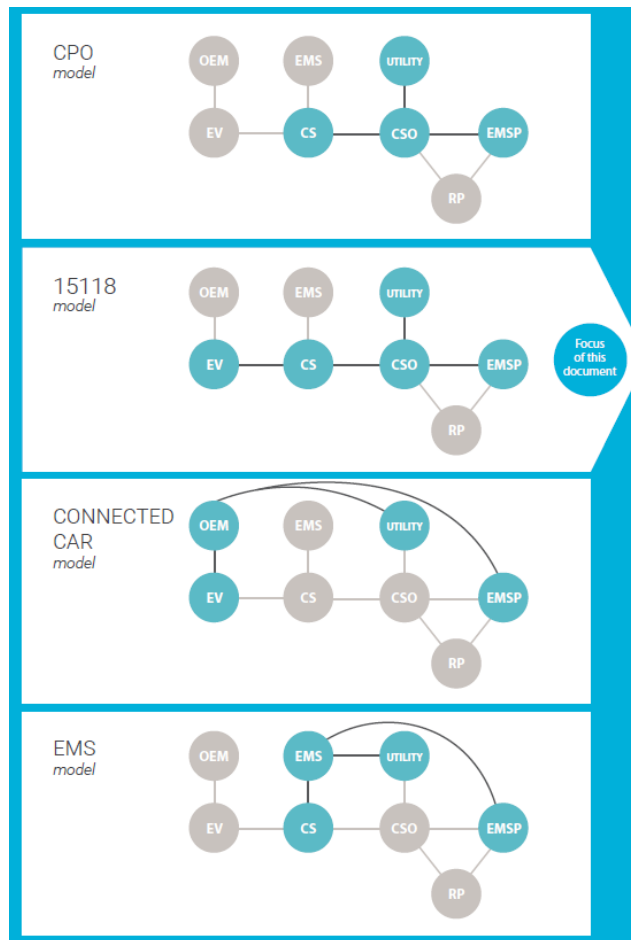 CPO
model
OEM EMS UTILITY
EV CS CSO EMSP
RP
15118
model
OEM EMS UTILITY
EV CS CSO EMSP
RP
Focus
of this
document
CONNECTED
CAR
model
OEM EMS UTILITY
EV CS CSO EMSP
RP
EMS
model
OEM EMS UTILITY
EV CS CSO EMSP
RP